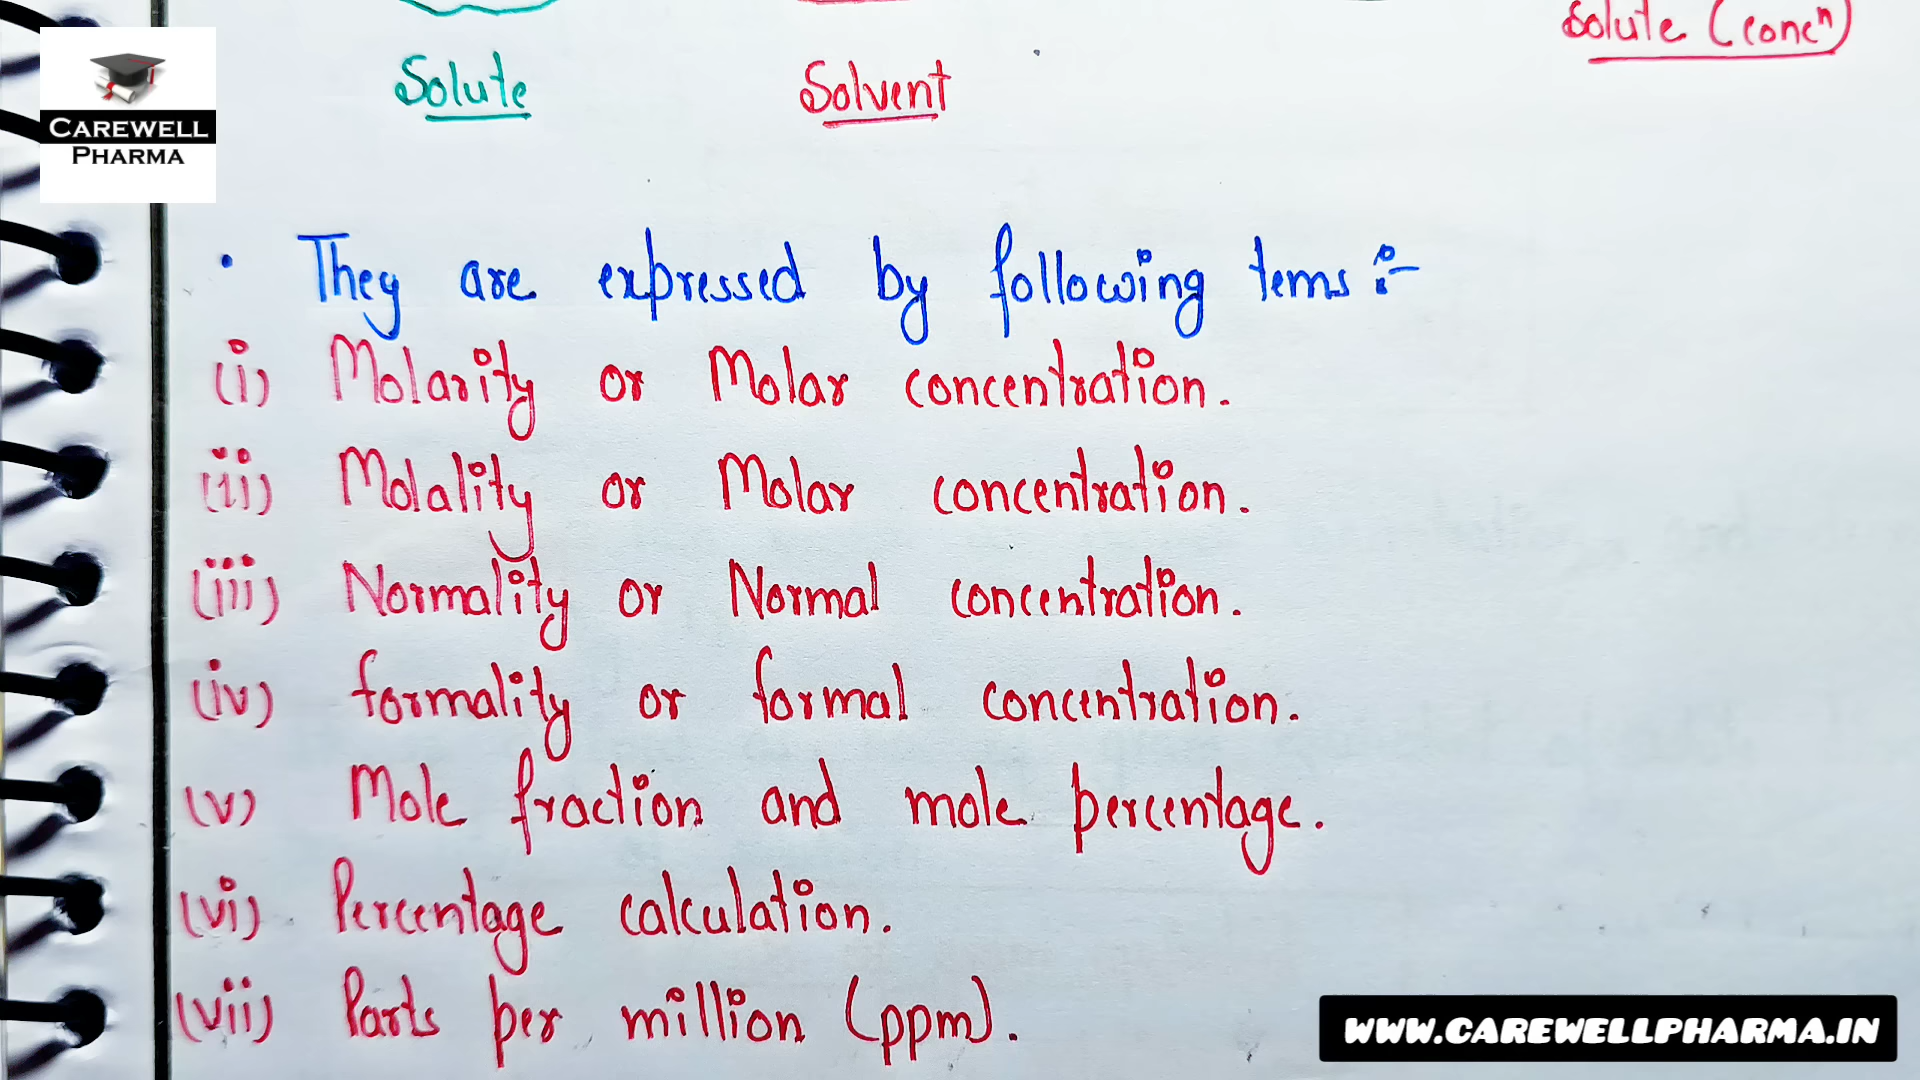 Solute (concⁿ)
CAREWELL
PHARMA
Solute Solvent
• They are expressed by following tems :-
(i) Molarity or Molar concentration.
(ii) Molality or Molar concentration.
(iii) Normality or Normal concentration.
(iv) formality or formal concentration.
(v) Mole fraction and mole percentage.
(vi) Percentage calculation.
(vii) Parts per million (ppm).
WWW.CAREWELLPHARMA.IN